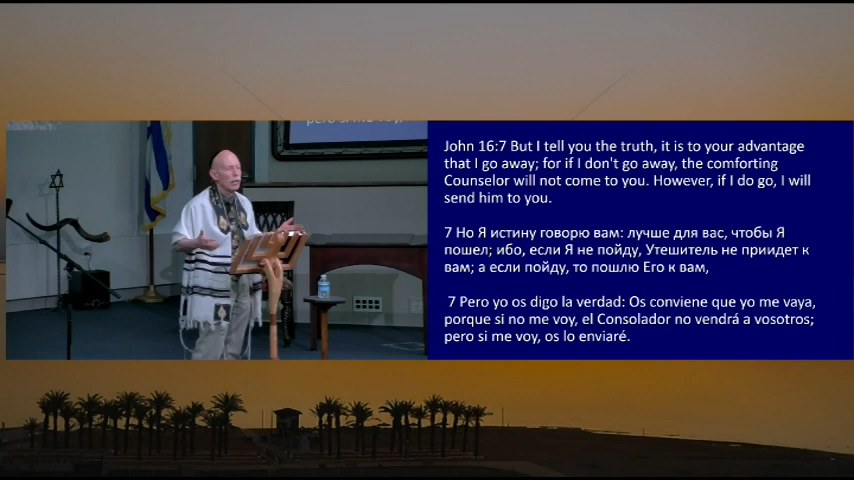 pero si me voy,
John 16:7 But I tell you the truth, it is to your advantage
that I go away; for if I don't go away, the comforting
Counselor will not come to you. However, if I do go, I will
send him to you.
7 Но Я истину говорю вам: лучше для вас, чтобы Я
пошел; ибо, если Я не пойду, Утешитель не приидет к
вам; а если пойду, то пошлю Его к вам,
7 Pero yo os digo la verdad: Os conviene que yo me vaya,
porque si no me voy, el Consolador no vendrá a vosotros;
pero si me voy, os lo enviaré.